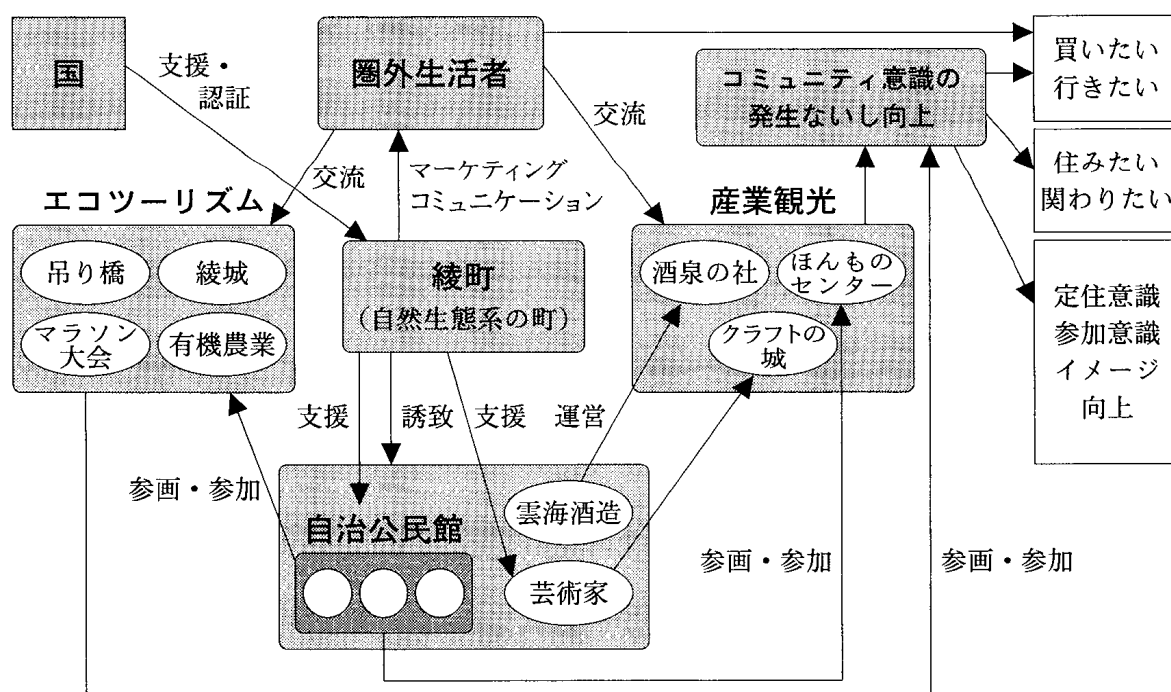 国
支援・
認証
圏外生活者
コミュニティ意識の
発生ないし向上
買いたい
行きたい
交流
住みたい
関わりたい
交流
マーケティング
コミュニケーション
エコツーリズム
産業観光
吊り橋
綾城
マラソン
大会
有機農業
綾町
(自然生態系の町)
酒泉の社
ほんもの
センター
クラフトの
城
定住意識
参加意識
イメージ
向上
支援
誘致
支援
運営
参画・参加
自治公民館
雲海酒造
芸術家
参画・参加
参画・参加